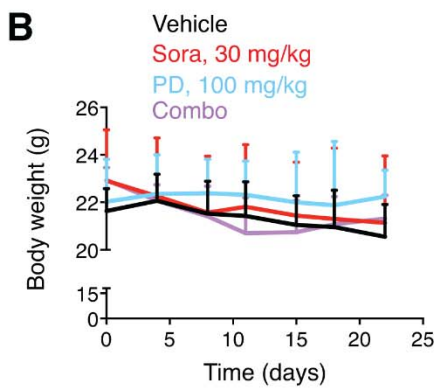 B
Vehicle
Sora, 30 mg/kg
PD, 100 mg/kg
Combo
Body weight (g)
26
24
22
20
15
0
0 5 10 15 20 25
Time (days)